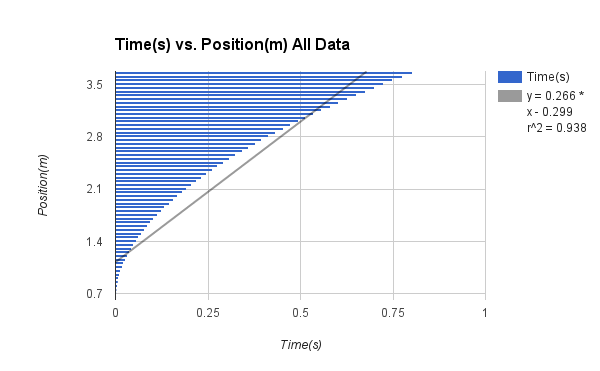 Time(s) vs. Position(m) All Data
Time(s)
y = 0.266 *
x - 0.299
r^2 = 0.938
Position(m)
3.5
2.8
2.1
1.4
0.7
0
0.25
0.5
0.75
1
Time(s)